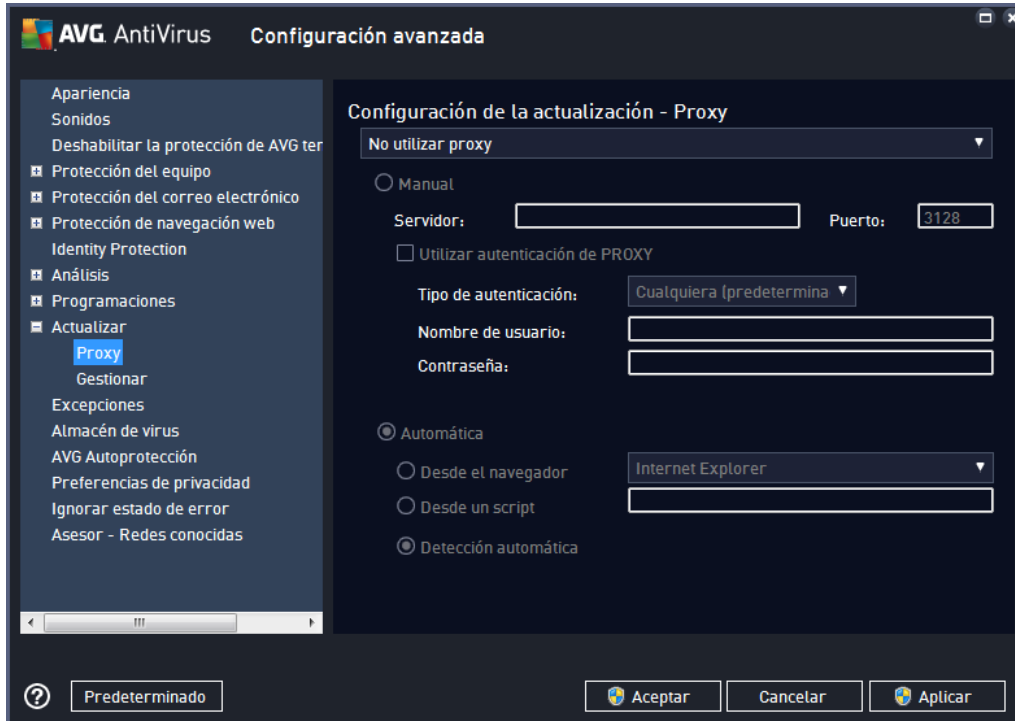 AVG. AntiVirus Configuración avanzada
Apariencia
Sonidos
Deshabilitar la protección de AVG ter
Protección del equipo
Protección del correo electrónico
Protección de navegación web
Identity Protection
Análisis
Programaciones
Actualizar
Proxy
Gestionar
Excepciones
Almacén de virus
AVG Autoprotección
Preferencias de privacidad
Ignorar estado de error
Asesor - Redes conocidas
Configuración de la actualización - Proxy
No utilizar proxy
Manual
Servidor: Puerto: 3128
Utilizar autenticación de PROXY
Tipo de autenticación: Cualquiera (predetermina
Nombre de usuario:
Contraseña:
Automática
Desde el navegador Internet Explorer
Desde un script
Detección automática
? Predeterminado Aceptar Cancelar Aplicar